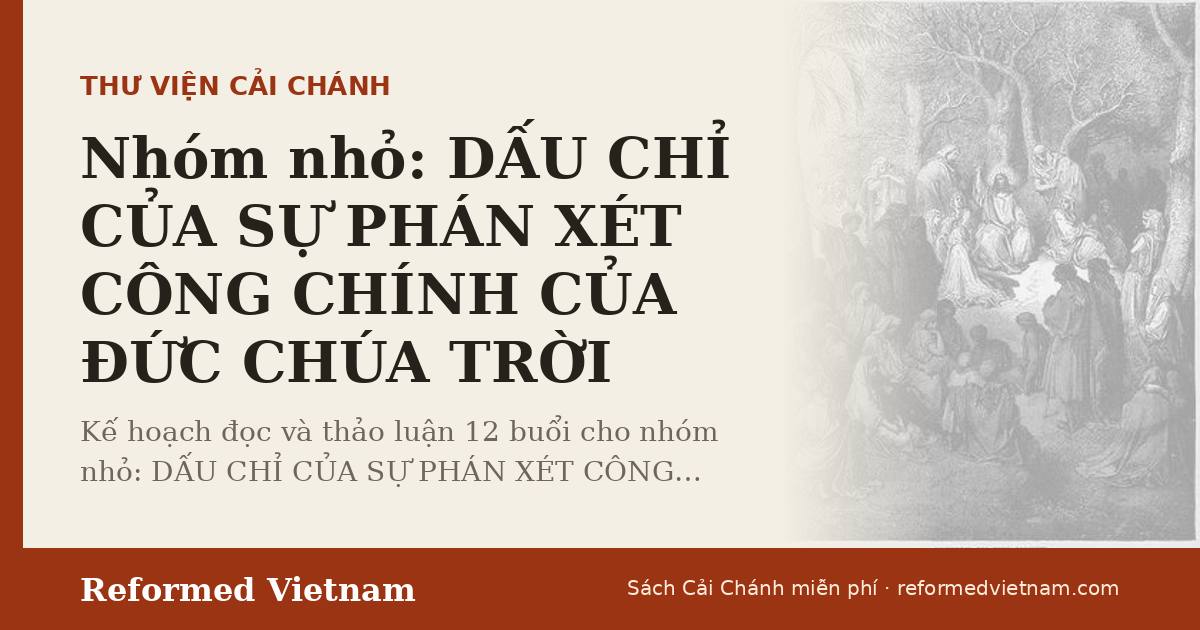 THƯ VIỆN CẢI CHÁNH
Nhóm nhỏ: DẤU CHỈ
CỦA SỰ PHÁN XÉT
CÔNG CHÍNH CỦA
ĐỨC CHÚA TRỜI
Kế hoạch đọc và thảo luận 12 buổi cho nhóm
nhỏ: DẤU CHỈ CỦA SỰ PHÁN XÉT CÔNG...
Reformed Vietnam
Sách Cải Chánh miễn phí · reformedvietnam.com